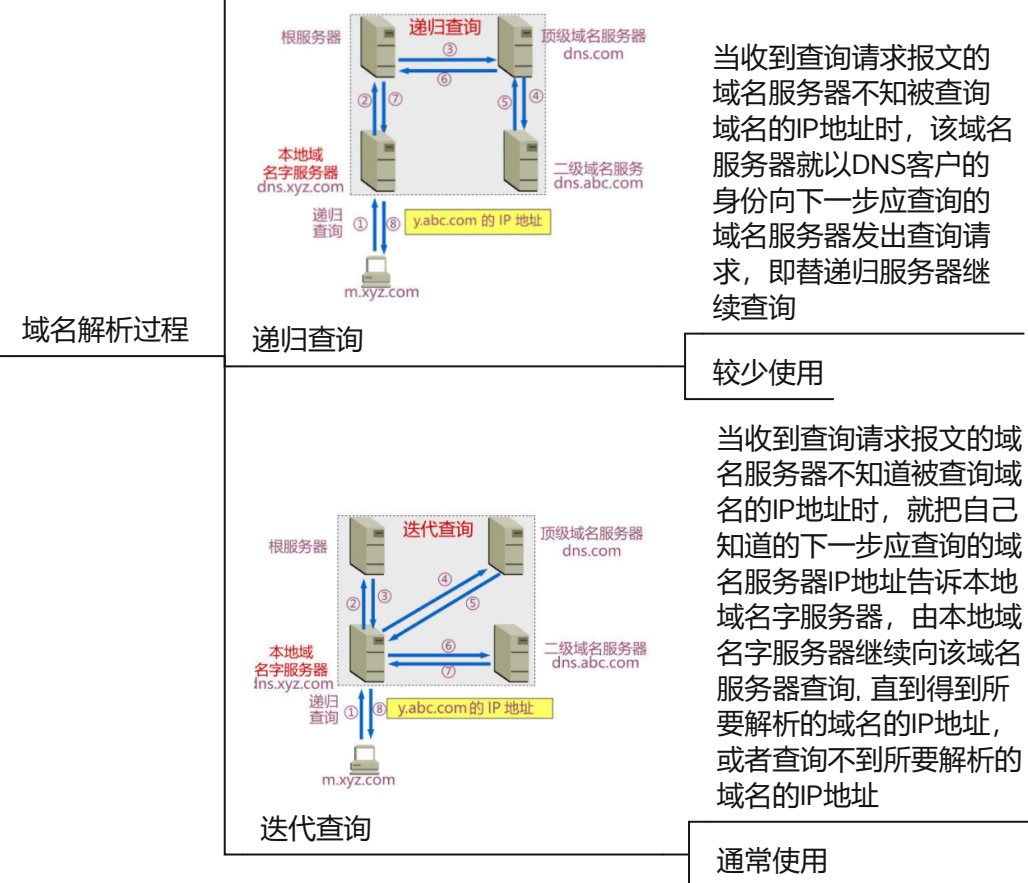 域名解析过程
递归查询
根服务器
顶级域名服务器
dns.com
③
⑥
②
⑦
⑤
④
本地域
名字服务器
dns.xyz.com
二级域名服务
dns.abc.com
递归
查询
①
⑧
y.abc.com 的 IP 地址
m.xyz.com
递归查询
当收到查询请求报文的
域名服务器不知被查询
域名的IP地址时，该域名
服务器就以DNS客户的
身份向下一步应查询的
域名服务器发出查询请
求，即替递归服务器继
续查询
较少使用
迭代查询
根服务器
顶级域名服务器
dns.com
④
⑤
②
③
⑥
⑦
本地域
名字服务器
ns.xyz.com
二级域名服务器
dns.abc.com
递归
查询
①
⑧
y.abc.com的 IP 地址
m.xyz.com
迭代查询
当收到查询请求报文的域
名服务器不知道被查询域
名的IP地址时，就把自己
知道的下一步应查询的域
名服务器IP地址告诉本地
域名字服务器，由本地域
名字服务器继续向该域名
服务器查询,直到得到所
要解析的域名的IP地址，
或者查询不到所要解析的
域名的IP地址
通常使用